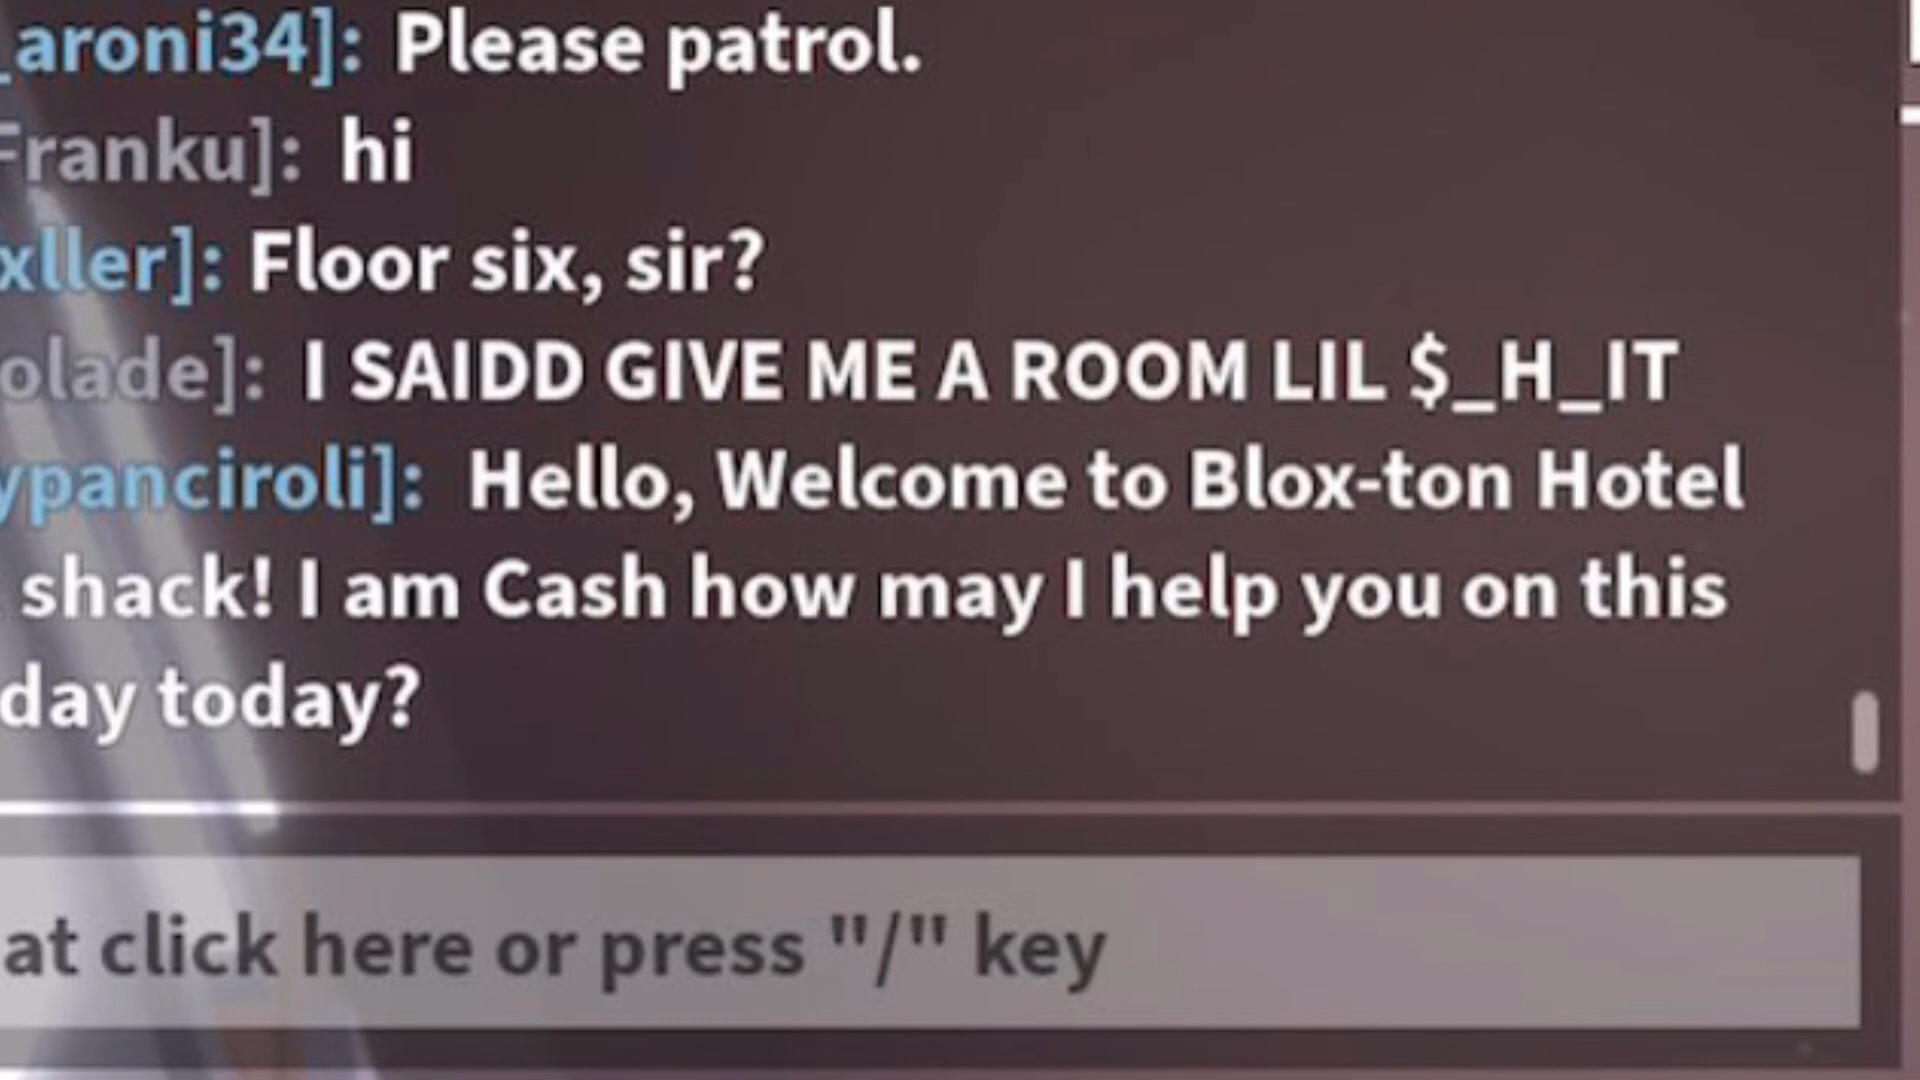 _aroni34]: Please patrol.
Franku]: hi
xller]: Floor six, sir?
olade]: I SAIDD GIVE ME A ROOM LIL $_H_IT
ypanciroli]: Hello, Welcome to Blox-ton Hotel
shack! I am Cash how may I help you on this
day today?
at click here or press "/" key